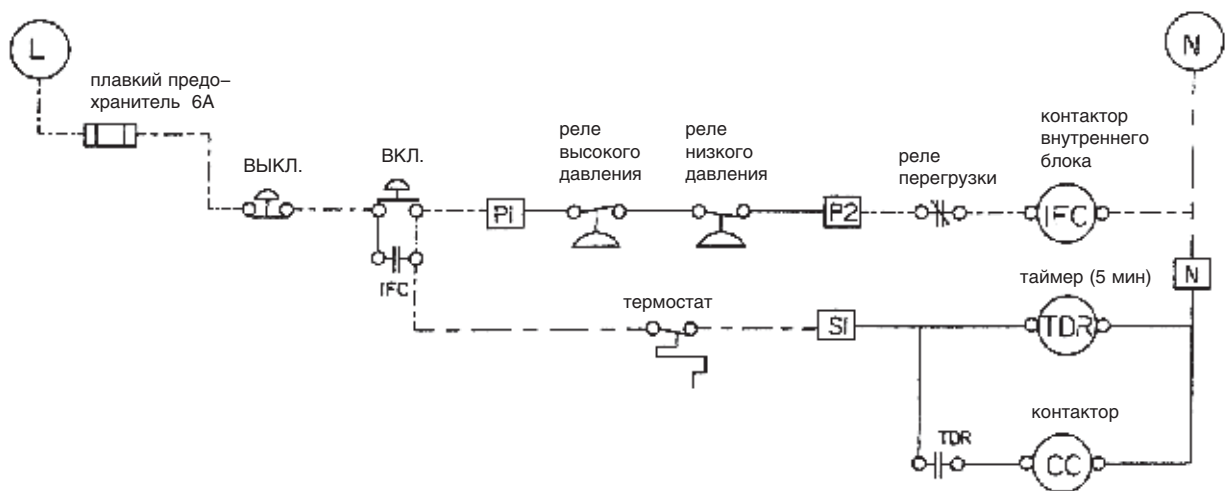 L
N
плавкий предо–
хранитель 6А
ВЫКЛ.
ВКЛ.
реле
высокого
давления
реле
низкого
давления
реле
перегрузки
контактор
внутреннего
блока
P1
P2
IFC
IFC
N
термостат
S1
таймер (5 мин)
TDR
контактор
TDR
CC